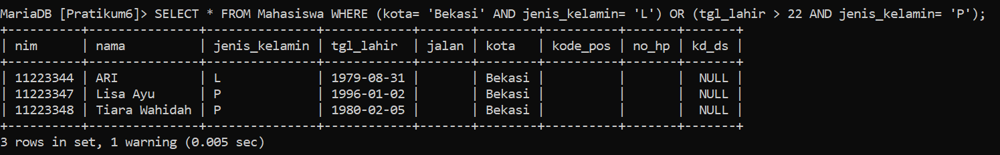 MariaDB [Pratikum6]> SELECT * FROM Mahasiswa WHERE (kota= 'Bekasi' AND jenis_kelamin= 'L') OR (tgl_lahir > 22 AND jenis_kelamin= 'P');
+----------+---------------+---------------+------------+-------+--------+----------+-------+-------+
| nim      | nama          | jenis_kelamin | tgl_lahir  | jalan | kota   | kode_pos | no_hp | kd_ds |
+----------+---------------+---------------+------------+-------+--------+----------+-------+-------+
| 11223344 | ARI           | L             | 1979-08-31 |       | Bekasi |          |       |  NULL |
| 11223347 | Lisa Ayu      | P             | 1996-01-02 |       | Bekasi |          |       |  NULL |
| 11223348 | Tiara Wahidah | P             | 1980-02-05 |       | Bekasi |          |       |  NULL |
+----------+---------------+---------------+------------+-------+--------+----------+-------+-------+
3 rows in set, 1 warning (0.005 sec)